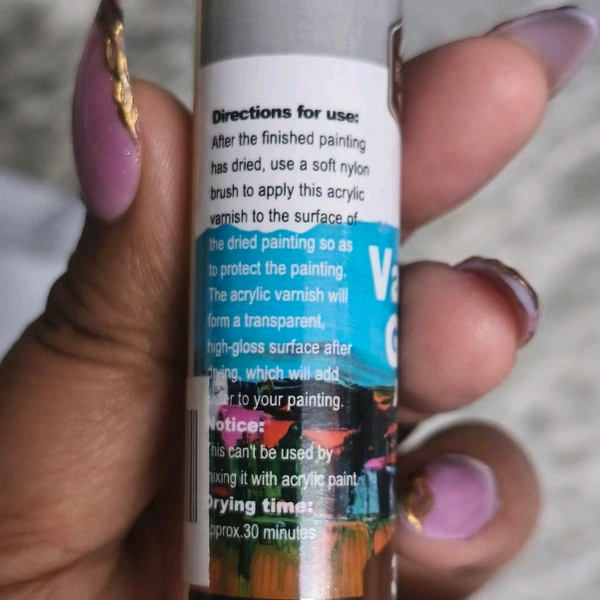 Directions for use:
After the finished painting
has dried, use a soft nylon
brush to apply this acrylic
varnish to the surface of
the dried painting so as
to protect the painting.
The acrylic varnish will
form a transparent,
high-gloss surface after
drying, which will add
luster to your painting.
Notice:
This can't be used by
mixing it with acrylic paint
Drying time:
Approx.30 minutes
Va
G